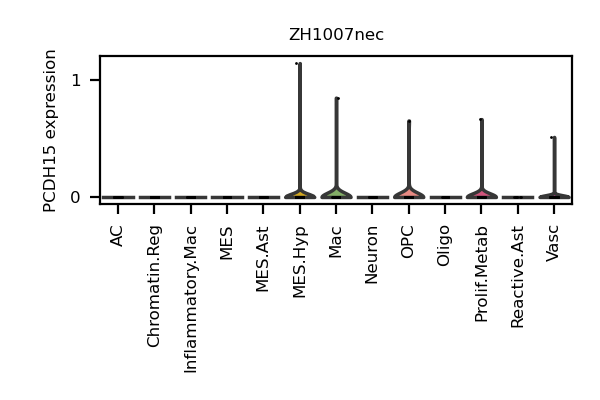 ZH1007nec
PCDH15 expression
1
0
AC
Chromatin.Reg
Inflammatory.Mac
MES
MES.Ast
MES.Hyp
Mac
Neuron
OPC
Oligo
Prolif.Metab
Reactive.Ast
Vasc